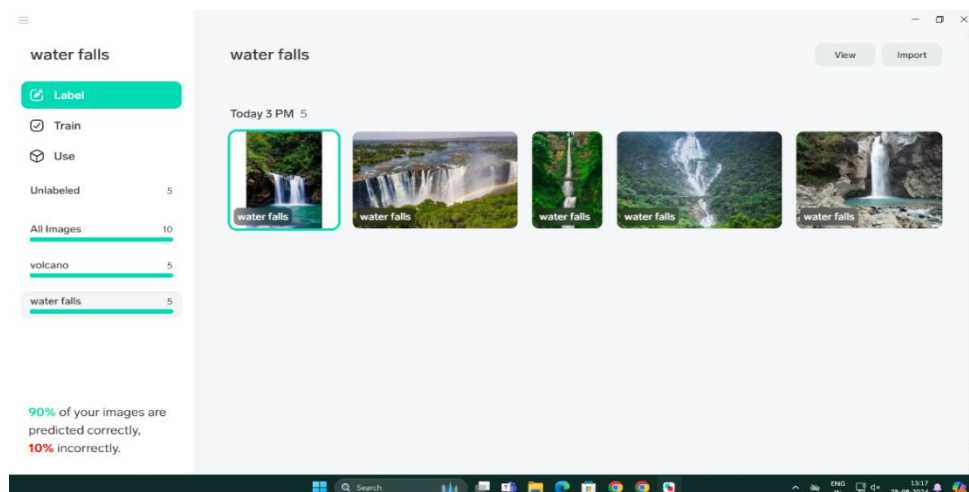 water falls
Label
Train
Use
Unlabeled 5
All Images 10
volcano 5
water falls 5
90% of your images are
predicted correctly,
10% incorrectly.
water falls
View Import
Today 3 PM 5
water falls
water falls
water falls
water falls
water falls
Search
ENG
15:17